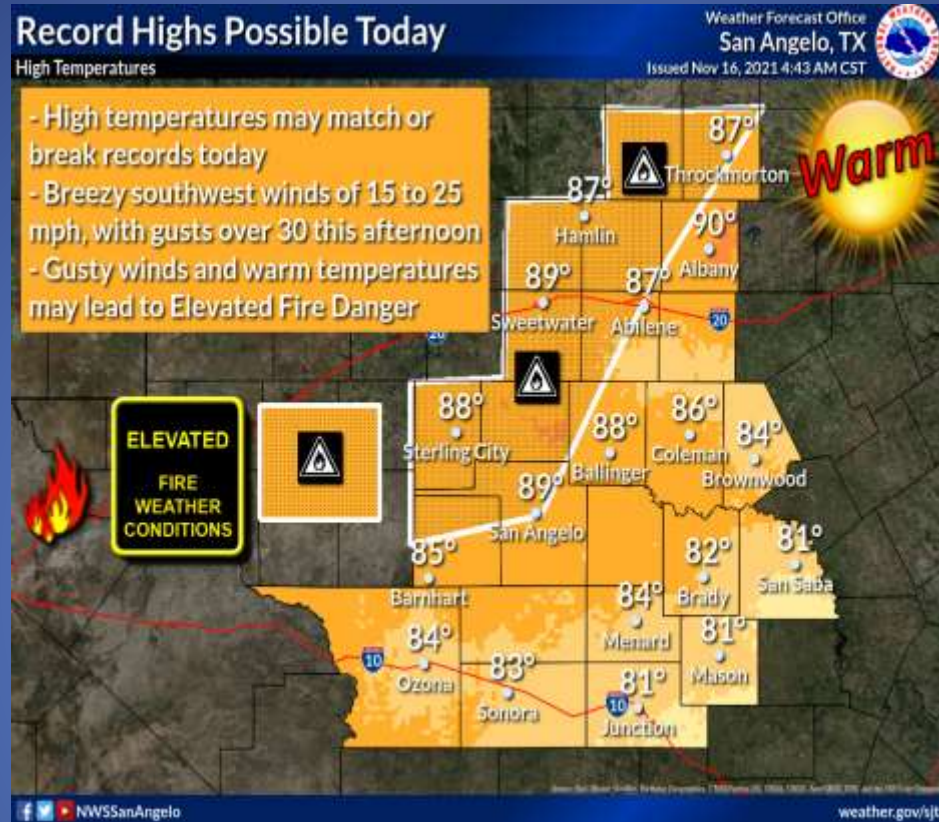 Record Highs Possible Today
High Temperatures
Weather Forecast Office
San Angelo, TX
Issued Nov 16, 2021 4:43 AM CST
- High temperatures may match or
break records today
- Breezy southwest winds of 15 to 25
mph, with gusts over 30 this afternoon
- Gusty winds and warm temperatures
may lead to Elevated Fire Danger
Warm
87°
Throckmorton
87°
Hamlin
90°
Albany
89°
Sweetwater
87°
Abilene
20
20
88°
Sterling City
88°
Ballinger
86°
Coleman
84°
Brownwood
ELEVATED
FIRE
WEATHER
CONDITIONS
89°
San Angelo
85°
Barnhart
82°
Brady
81°
San Saba
84°
Menard
81°
Mason
84°
Ozona
10
83°
Sonora
81°
10
Junction
NWSSanAngelo
weather.gov/sjt